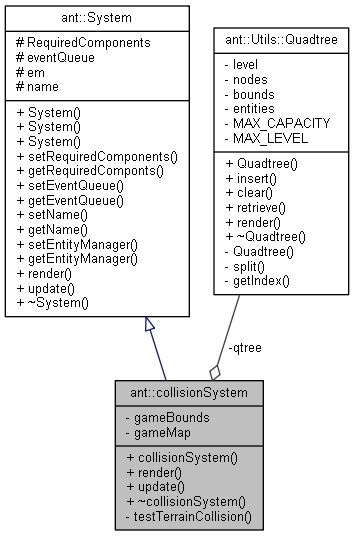 ant::System
# RequiredComponents
# eventQueue
# em
# name
+ System()
+ System()
+ System()
+ setRequiredComponents()
+ getRequiredComponts()
+ setEventQueue()
+ getEventQueue()
+ setName()
+ getName()
+ setEntityManager()
+ getEntityManager()
+ render()
+ update()
+ ~System()
ant::Utils::Quadtree
- level
- nodes
- bounds
- entities
- MAX_CAPACITY
- MAX_LEVEL
+ Quadtree()
+ insert()
+ clear()
+ retrieve()
+ render()
+ ~Quadtree()
- Quadtree()
- split()
- getIndex()
-qtree
ant::collisionSystem
- gameBounds
- gameMap
+ collisionSystem()
+ render()
+ update()
+ ~collisionSystem()
- testTerrainCollision()